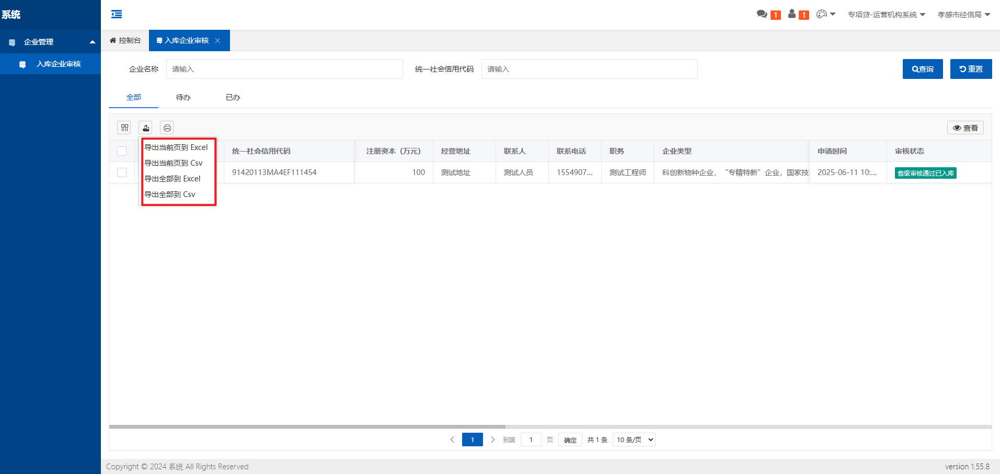 系统
1
1
专项贷-运营机构系统
孝感市经信局
企业管理
入库企业审核
控制台
入库企业审核
企业名称
请输入
统一社会信用代码
请输入
查询
重置
全部
待办
已办
查看
导出当前页到 Excel
导出当前页到 Csv
导出全部到 Excel
导出全部到 Csv
统一社会信用代码
注册资本（万元）
经营地址
联系人
联系电话
职务
企业类型
申请时间
审核状态
91420113MA4EF111454
100
测试地址
测试人员
1554907...
测试工程师
科创新物种企业，“专精特新”企业，国家技
2025-06-11 10:...
省级审核通过已入库
1
到第
1
页
确定
共 1 条
10 条/页
Copyright © 2024 系统 All Rights Reserved
version 1.55.8